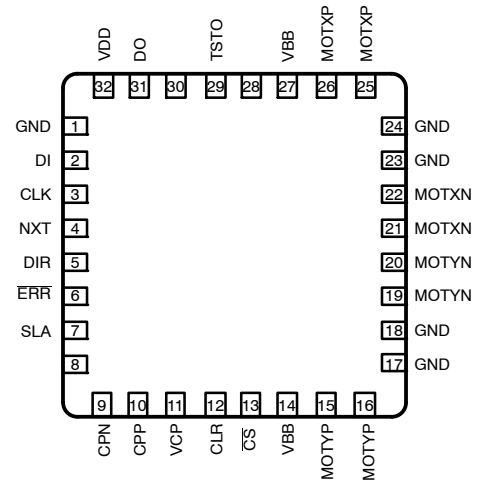 VDD DO TSTO VBB MOTXP MOTXP
32 31 30 29 28 27 26 25
GND 1 24 GND
DI 2 23 GND
CLK 3 22 MOTXN
NXT 4 21 MOTXN
DIR 5 20 MOTYN
ERR 6 19 MOTYN
SLA 7 18 GND
8 17 GND
9 10 11 12 13 14 15 16
CPN CPP VCP CLR CS VBB MOTYP MOTYP